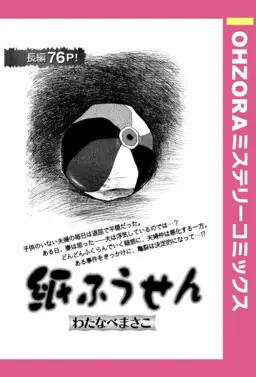 長編76P!
OHZORAミステリーコミックス
子供のいない夫婦の毎日は退屈で平穏だった。
ある日、妻は思った──夫は浮気しているのでは…?
どんどんふくらんでいく疑惑に、夫婦仲は悪化する一方。
ある事件をきっかけに、亀裂は決定的になって…!?
紙ふうせん
わたなべまさこ